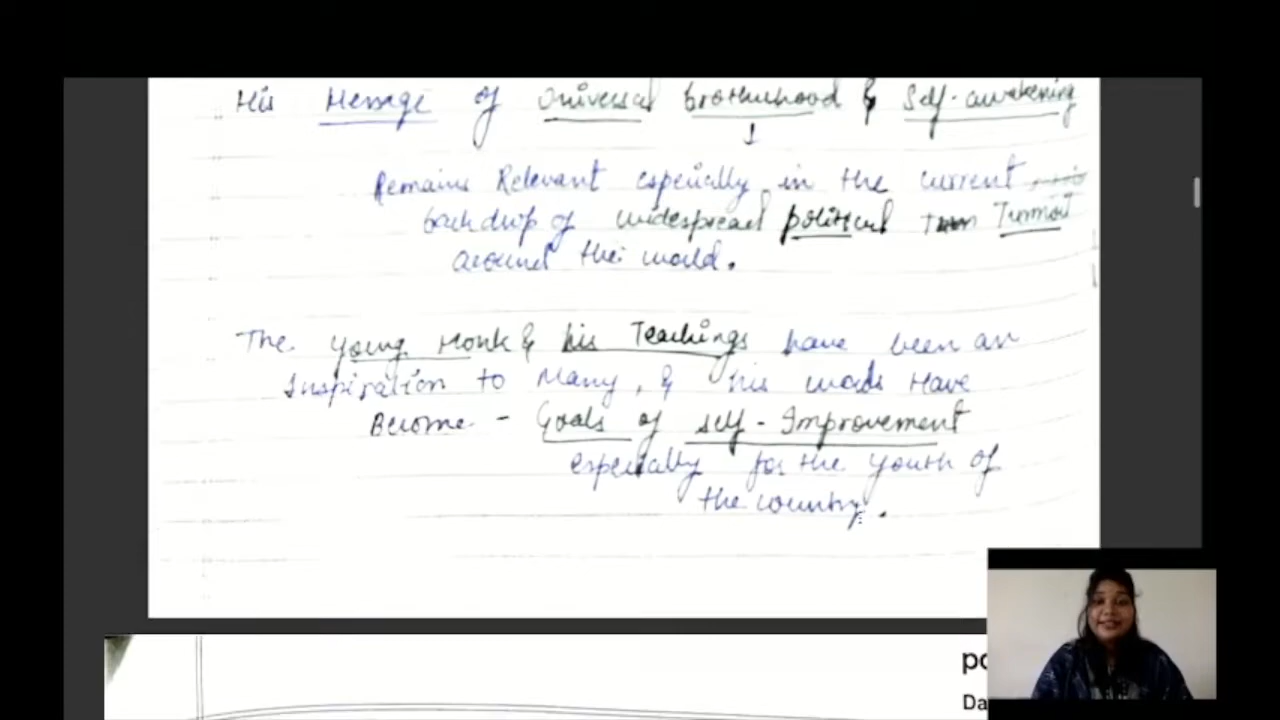 His Message of Universal brotherhood & Self-awakening
Remains Relevant especially in the current
backdrop of widespread political Turmoil
around the world.
The Young Monk & his Teachings have been an
Inspiration to Many, & his words Have
Become - Goals of self-Improvement
especially for the youth of
the country.
po
Da